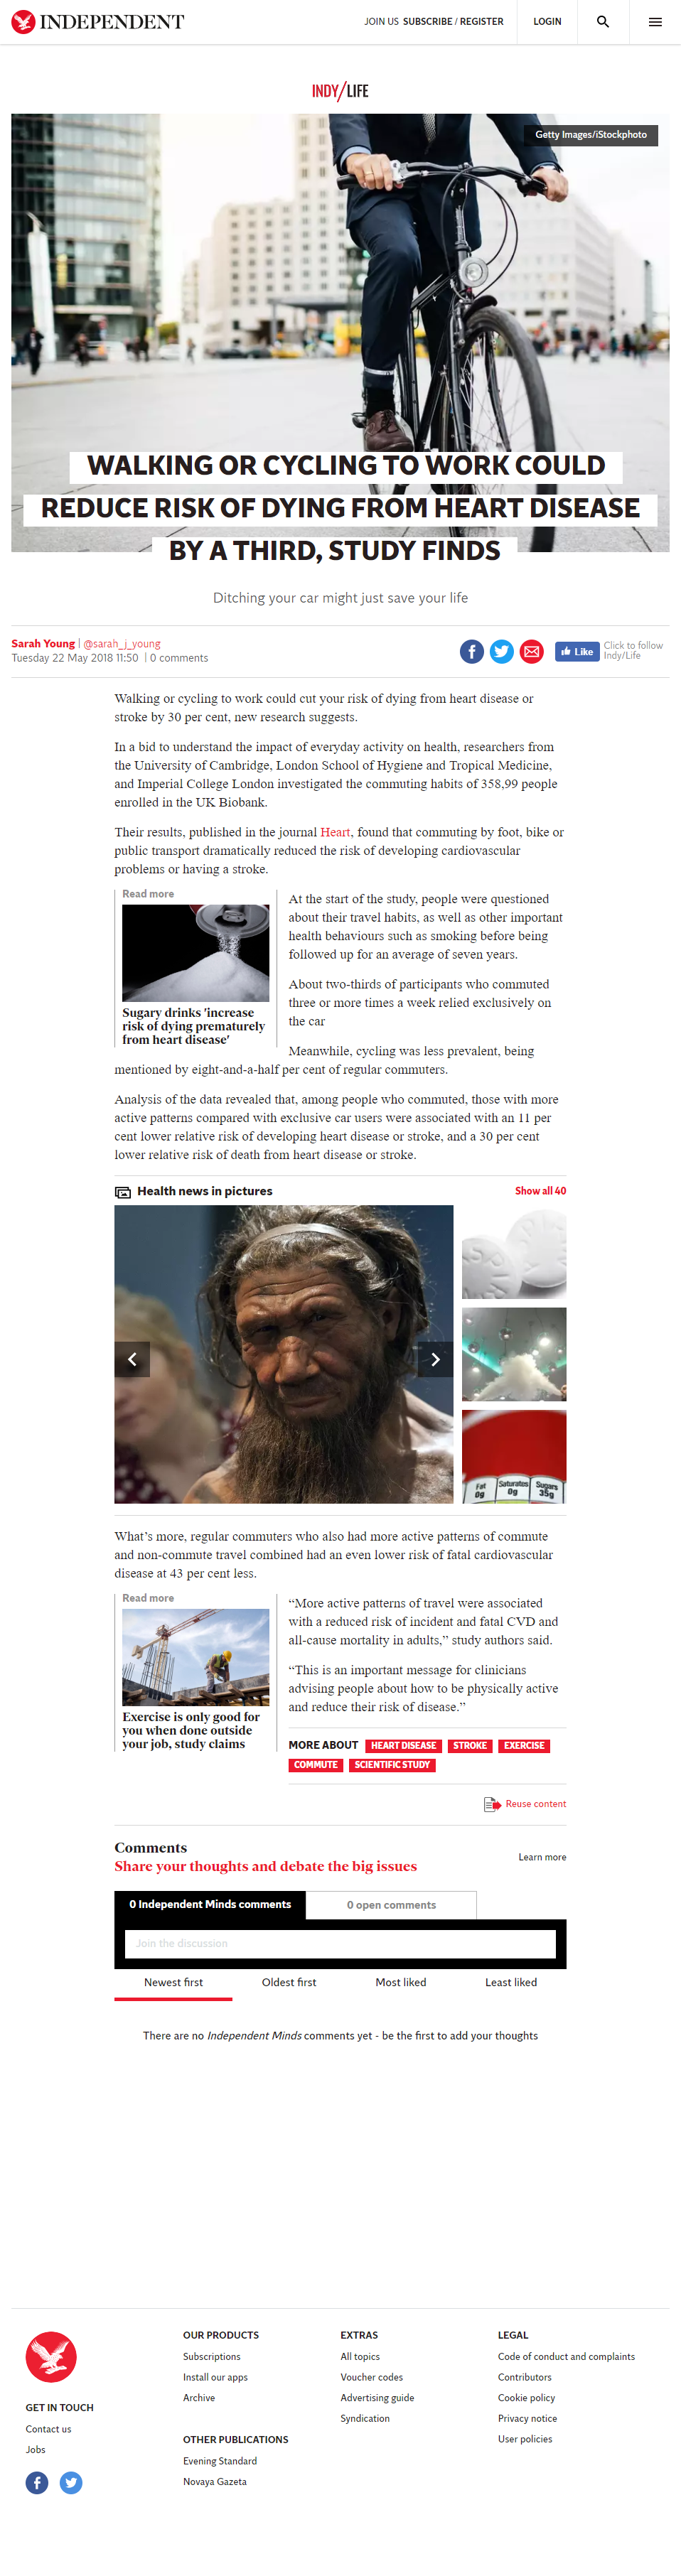 INDEPENDENT
JOIN US SUBSCRIBE / REGISTER
LOGIN
INDY/LIFE
Getty Images/iStockphoto
WALKING OR CYCLING TO WORK COULD
REDUCE RISK OF DYING FROM HEART DISEASE
BY A THIRD, STUDY FINDS
Ditching your car might just save your life
Sarah Young | @sarah_j_young
Tuesday 22 May 2018 11:50 | 0 comments
Like
Click to follow
Indy/Life
Walking or cycling to work could cut your risk of dying from heart disease or
stroke by 30 per cent, new research suggests.
In a bid to understand the impact of everyday activity on health, researchers from
the University of Cambridge, London School of Hygiene and Tropical Medicine,
and Imperial College London investigated the commuting habits of 358,99 people
enrolled in the UK Biobank.
Their results, published in the journal Heart, found that commuting by foot, bike or
public transport dramatically reduced the risk of developing cardiovascular
problems or having a stroke.
Read more
Sugary drinks 'increase
risk of dying prematurely
from heart disease'
At the start of the study, people were questioned
about their travel habits, as well as other important
health behaviours such as smoking before being
followed up for an average of seven years.
About two-thirds of participants who commuted
three or more times a week relied exclusively on
the car
Meanwhile, cycling was less prevalent, being
mentioned by eight-and-a-half per cent of regular commuters.
Analysis of the data revealed that, among people who commuted, those with more
active patterns compared with exclusive car users were associated with an 11 per
cent lower relative risk of developing heart disease or stroke, and a 30 per cent
lower relative risk of death from heart disease or stroke.
Health news in pictures
Show all 40
Fat
0g
Saturates
0g
Sugars
35g
What's more, regular commuters who also had more active patterns of commute
and non-commute travel combined had an even lower risk of fatal cardiovascular
disease at 43 per cent less.
Read more
Exercise is only good for
you when done outside
your job, study claims
“More active patterns of travel were associated
with a reduced risk of incident and fatal CVD and
all-cause mortality in adults,” study authors said.
“This is an important message for clinicians
advising people about how to be physically active
and reduce their risk of disease.”
MORE ABOUT HEART DISEASE STROKE EXERCISE
COMMUTE SCIENTIFIC STUDY
Reuse content
Comments
Share your thoughts and debate the big issues
Learn more
0 Independent Minds comments
0 open comments
Join the discussion
Newest first Oldest first Most liked Least liked
There are no Independent Minds comments yet - be the first to add your thoughts
GET IN TOUCH
Contact us
Jobs
OUR PRODUCTS
Subscriptions
Install our apps
Archive
OTHER PUBLICATIONS
Evening Standard
Novaya Gazeta
EXTRAS
All topics
Voucher codes
Advertising guide
Syndication
LEGAL
Code of conduct and complaints
Contributors
Cookie policy
Privacy notice
User policies